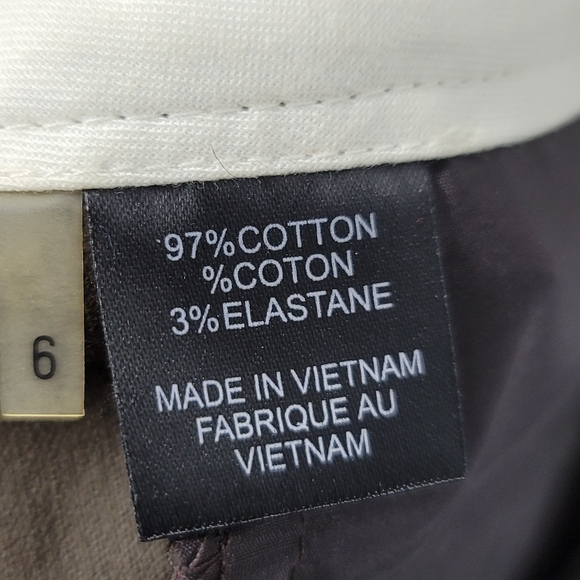 97%COTTON
%COTON
3%ELASTANE
MADE IN VIETNAM
FABRIQUE AU
VIETNAM
6